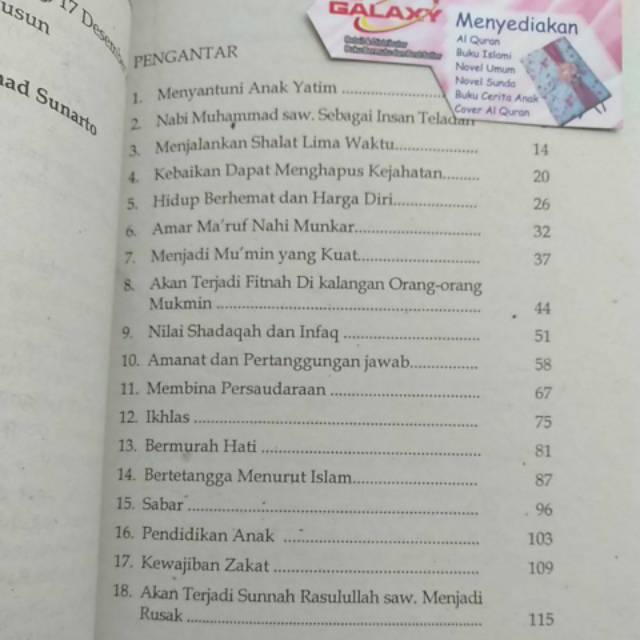 17 Desember
usun
Sunarto
GALAXY
Menyediakan
Al Quran
Buku Islami
Novel Umum
Novel Sunda
Buku Cerita Anak
Cover Al Quran
PENGANTAR
1. Menyantuni Anak Yatim
2. Nabi Muhammad saw. Sebagai Insan Teladan
3. Menjalankan Shalat Lima Waktu 14
4. Kebaikan Dapat Menghapus Kejahatan 20
5. Hidup Berhemat dan Harga Diri 26
6. Amar Ma'ruf Nahi Munkar 32
7. Menjadi Mu'min yang Kuat 37
8. Akan Terjadi Fitnah Di kalangan Orang-orang
Mukmin 44
9. Nilai Shadaqah dan Infaq 51
10. Amanat dan Pertanggungan jawab 58
11. Membina Persaudaraan 67
12. Ikhlas 75
13. Bermurah Hati 81
14. Bertetangga Menurut Islam 87
15. Sabar 96
16. Pendidikan Anak 103
17. Kewajiban Zakat 109
18. Akan Terjadi Sunnah Rasulullah saw. Menjadi
Rusak 115